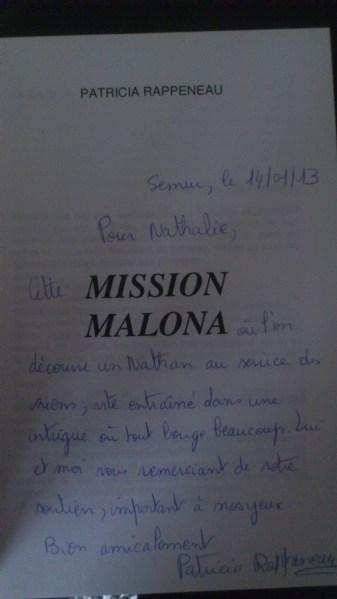 PATRICIA RAPPENEAU
Semur, le 14/01/13
Pour Nathalie,
Cette MISSION
MALONA où l'on
découvre un Nathan au service des
siens ; vite entraîné dans une
intrigue où tout bouge beaucoup. Lui
et moi vous remerciant de votre
soutien, important à nos yeux
Bien amicalement
Patricia Rappeneau